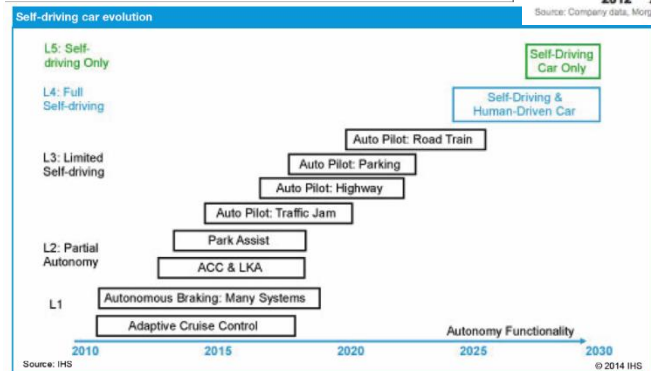 2012
Source: Company data, Morg
Self-driving car evolution
L5: Self-
driving Only
Self-Driving
Car Only
L4: Full
Self-driving
Self-Driving &
Human-Driven Car
Auto Pilot: Road Train
L3: Limited
Self-driving
Auto Pilot: Parking
Auto Pilot: Highway
Auto Pilot: Traffic Jam
L2: Partial
Autonomy
Park Assist
ACC & LKA
L1
Autonomous Braking: Many Systems
Adaptive Cruise Control
Autonomy Functionality
2010 2015 2020 2025 2030
Source: IHS
© 2014 IHS